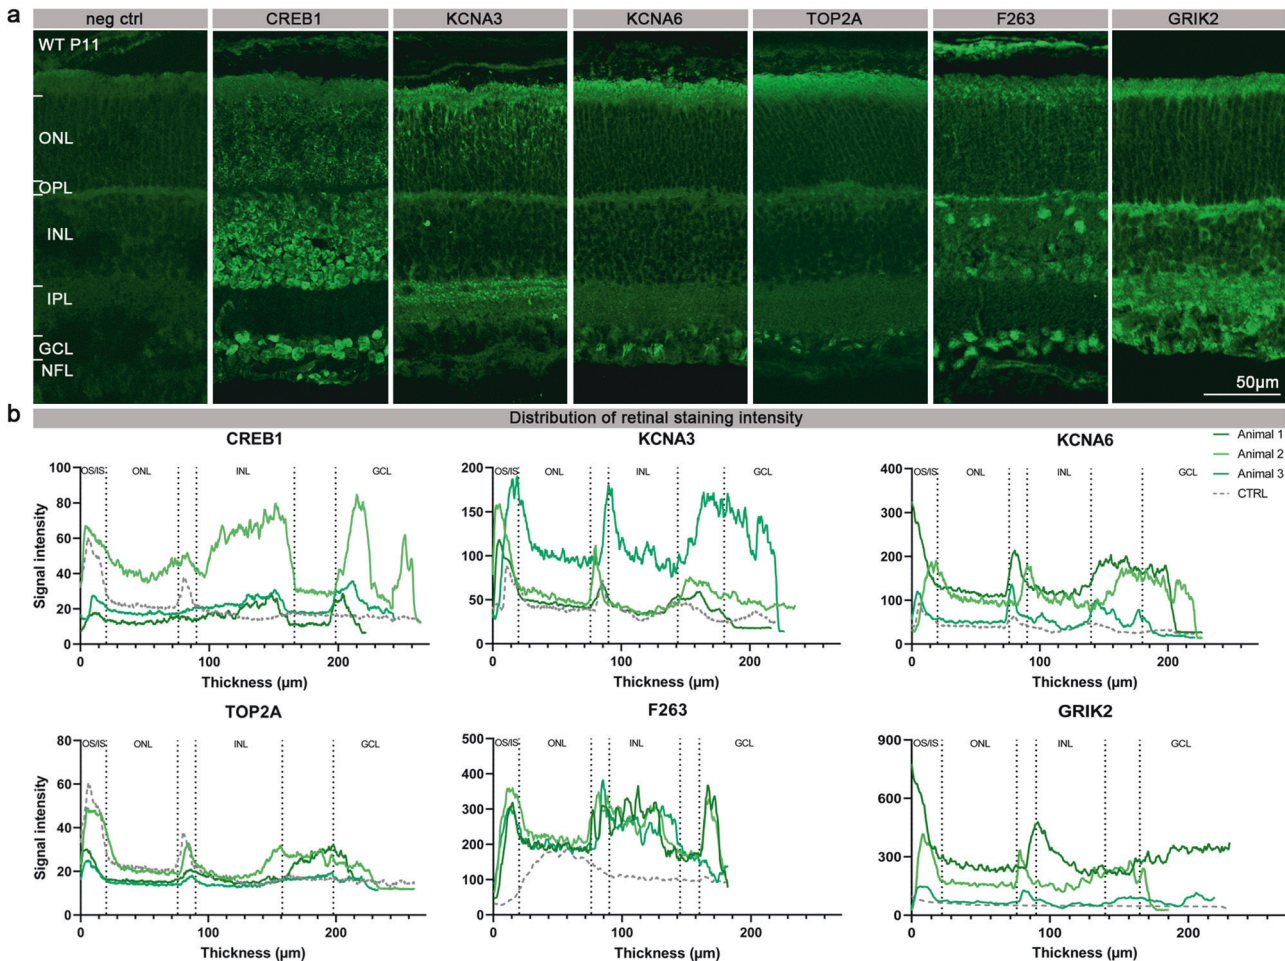 a
neg ctrl CREB1 KCNA3 KCNA6 TOP2A F263 GRIK2
WT P11
ONL
OPL
INL
IPL
GCL
NFL
50µm
b
Distribution of retinal staining intensity
CREB1
KCNA3
KCNA6
Animal 1
Animal 2
Animal 3
CTRL
Signal intensity
100
80
60
40
20
0
OS/IS ONL INL GCL
0 100 200
Thickness (µm)
200
150
100
50
0
OS/IS ONL INL GCL
0 100 200
Thickness (µm)
400
300
200
100
0
OS/IS ONL INL GCL
0 100 200
Thickness (µm)
TOP2A
F263
GRIK2
Signal intensity
80
60
40
20
0
OS/IS ONL INL GCL
0 100 200
Thickness (µm)
500
400
300
200
100
0
OS/IS ONL INL GCL
0 100 200
Thickness (µm)
900
600
300
0
OS/IS ONL INL GCL
0 100 200
Thickness (µm)